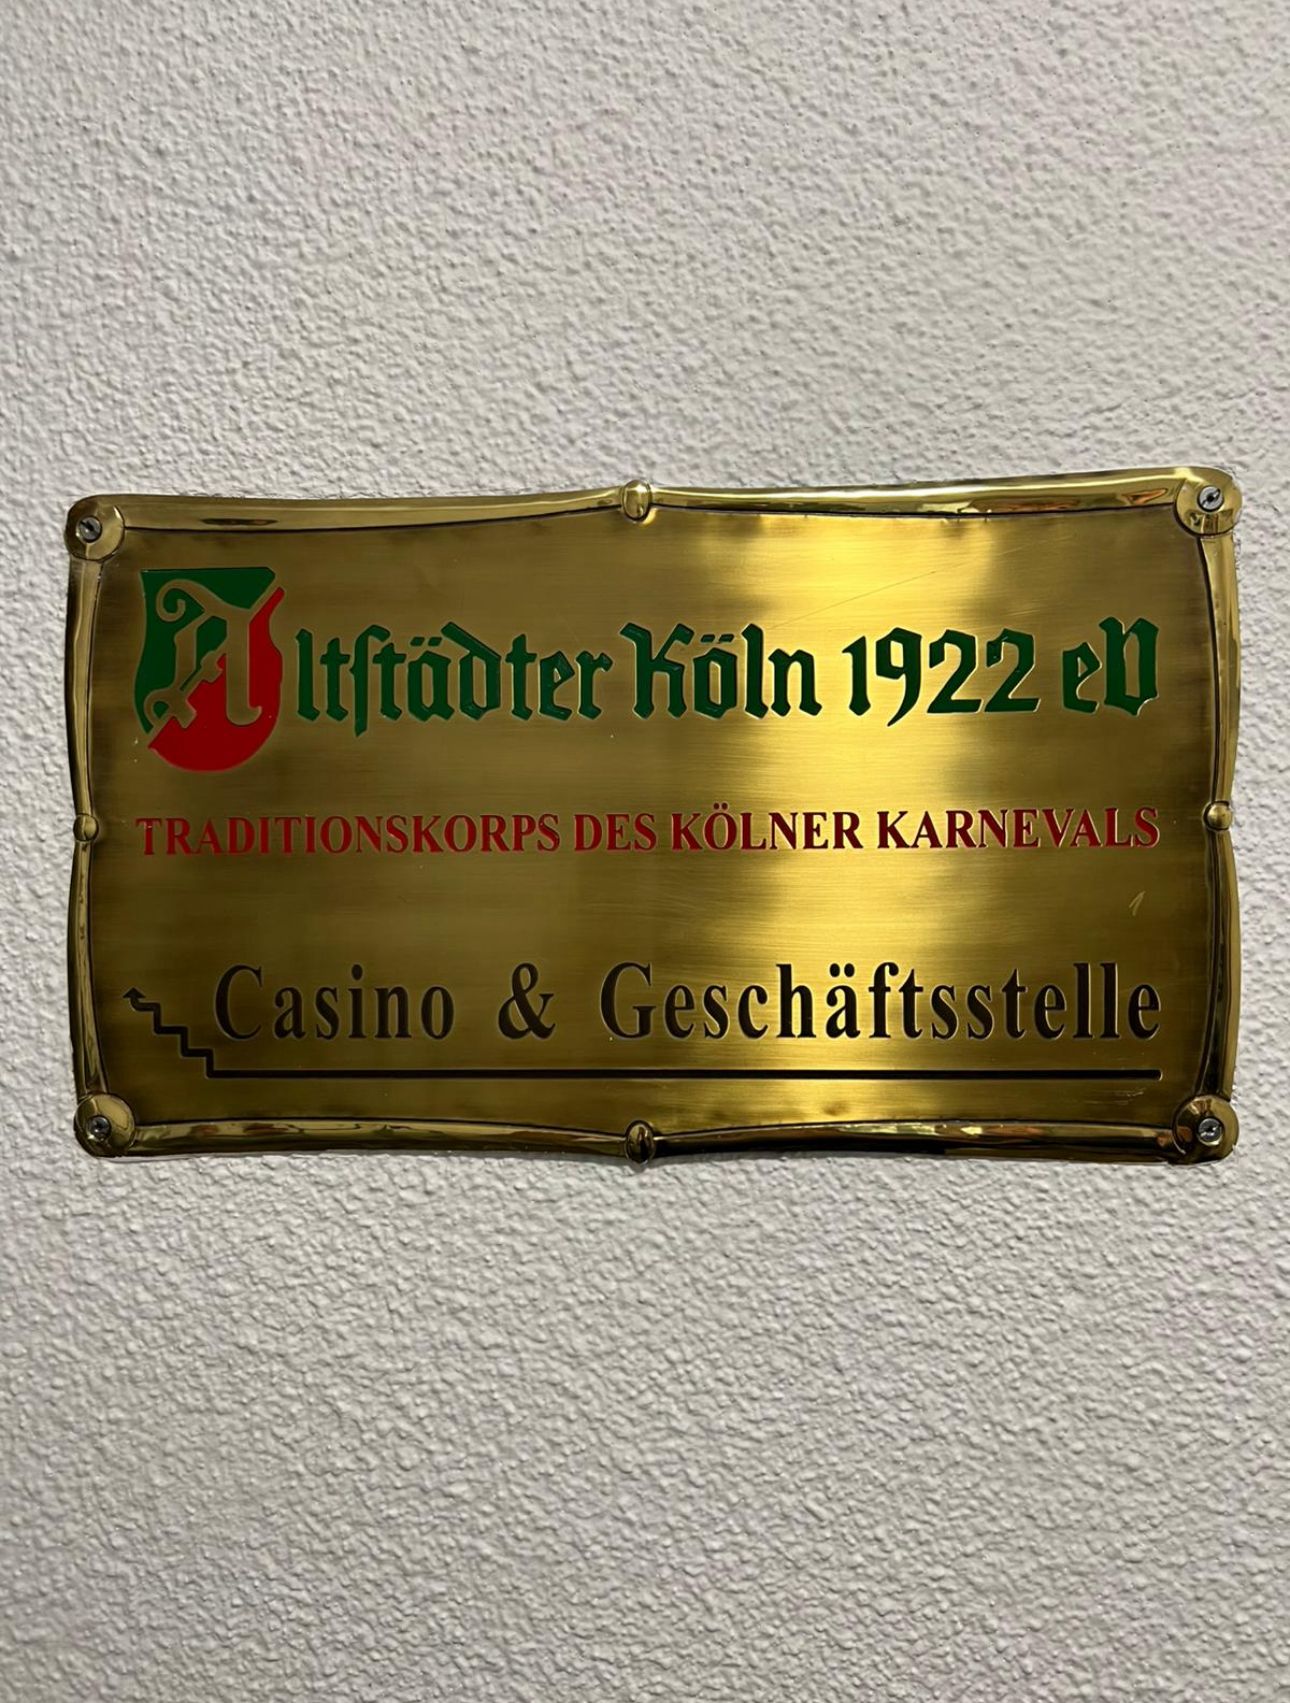 Altſtädter Köln 1922 eV
TRADITIONSKORPS DES KÖLNER KARNEVALS
Casino & Geschäftsstelle